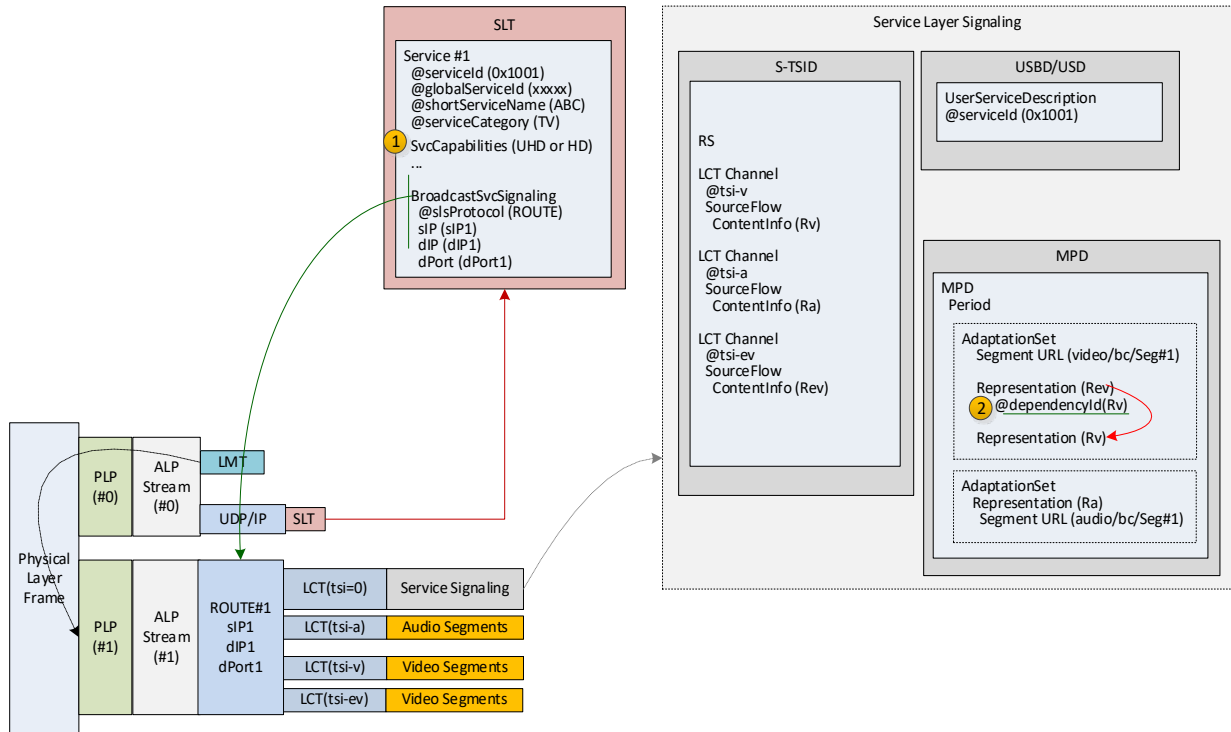 SLT
Service #1
@serviceId (0x1001)
@globalServiceId (xxxxx)
@shortServiceName (ABC)
@serviceCategory (TV)
1
SvcCapabilities (UHD or HD)
...
BroadcastSvcSignaling
@slsProtocol (ROUTE)
sIP (sIP1)
dIP (dIP1)
dPort (dPort1)
Service Layer Signaling
S-TSID
RS
LCT Channel
@tsi-v
SourceFlow
ContentInfo (Rv)
LCT Channel
@tsi-a
SourceFlow
ContentInfo (Ra)
LCT Channel
@tsi-ev
SourceFlow
ContentInfo (Rev)
USBD/USD
UserServiceDescription
@serviceId (0x1001)
MPD
MPD
Period
AdaptationSet
Segment URL (video/bc/Seg#1)
Representation (Rev)
2
@dependencyId(Rv)
Representation (Rv)
AdaptationSet
Representation (Ra)
Segment URL (audio/bc/Seg#1)
Physical
Layer
Frame
PLP
(#0)
ALP
Stream
(#0)
LMT
UDP/IP
SLT
PLP
(#1)
ALP
Stream
(#1)
ROUTE#1
sIP1
dIP1
dPort1
LCT(tsi=0)
Service Signaling
LCT(tsi-a)
Audio Segments
LCT(tsi-v)
Video Segments
LCT(tsi-ev)
Video Segments